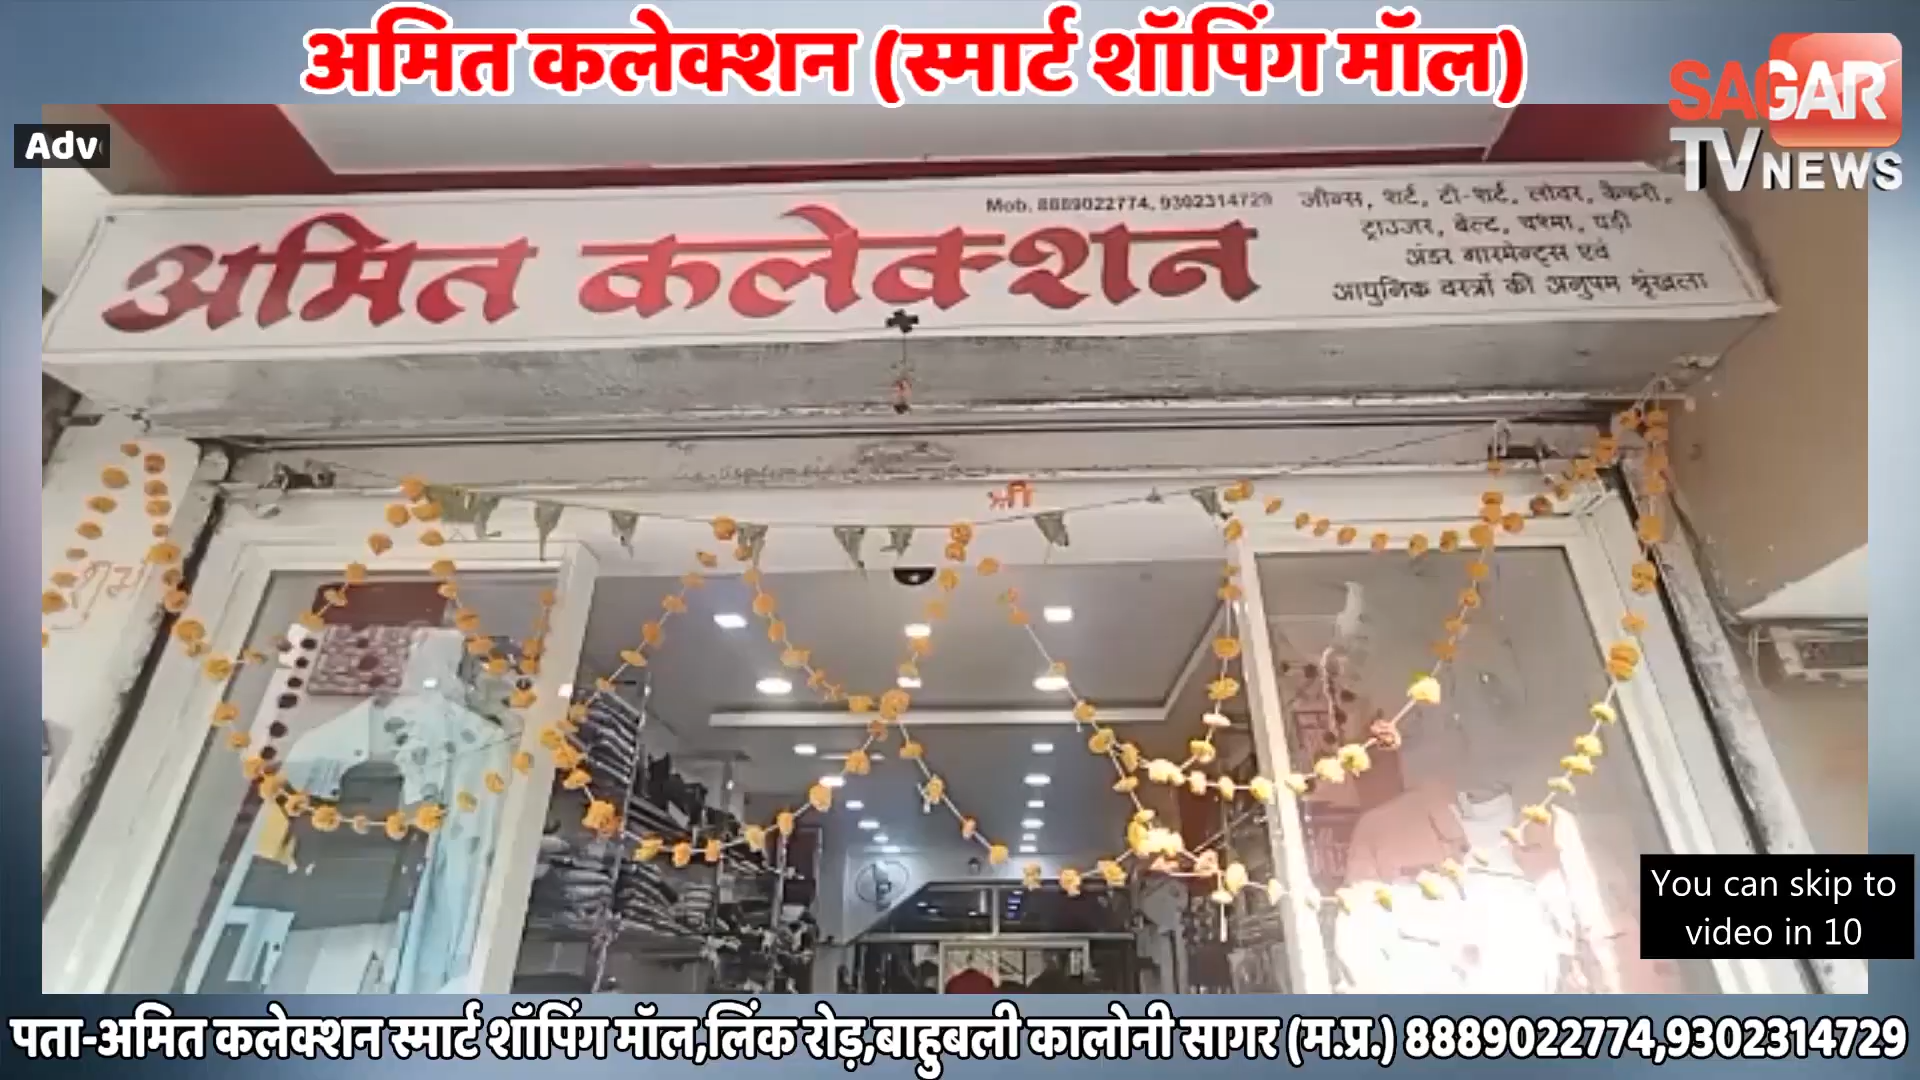 अमित कलेक्शन (स्मार्ट शॉपिंग मॉल)
SAGAR
TV NEWS
Adv
Mob. 8889022774, 9302314729
अमित कलेक्शन
जीन्स, शर्ट, टी-शर्ट, लोवर, कैफरी,
ट्राउजर, बेल्ट, चश्मा, घड़ी
अंडर गारमेन्ट्स एवं
आधुनिक वस्त्रों की अनुपम श्रृंखला
श्री
You can skip to
video in 10
पता-अमित कलेक्शन स्मार्ट शॉपिंग मॉल,लिंक रोड़,बाहुबली कालोनी सागर (म.प्र.) 8889022774,9302314729